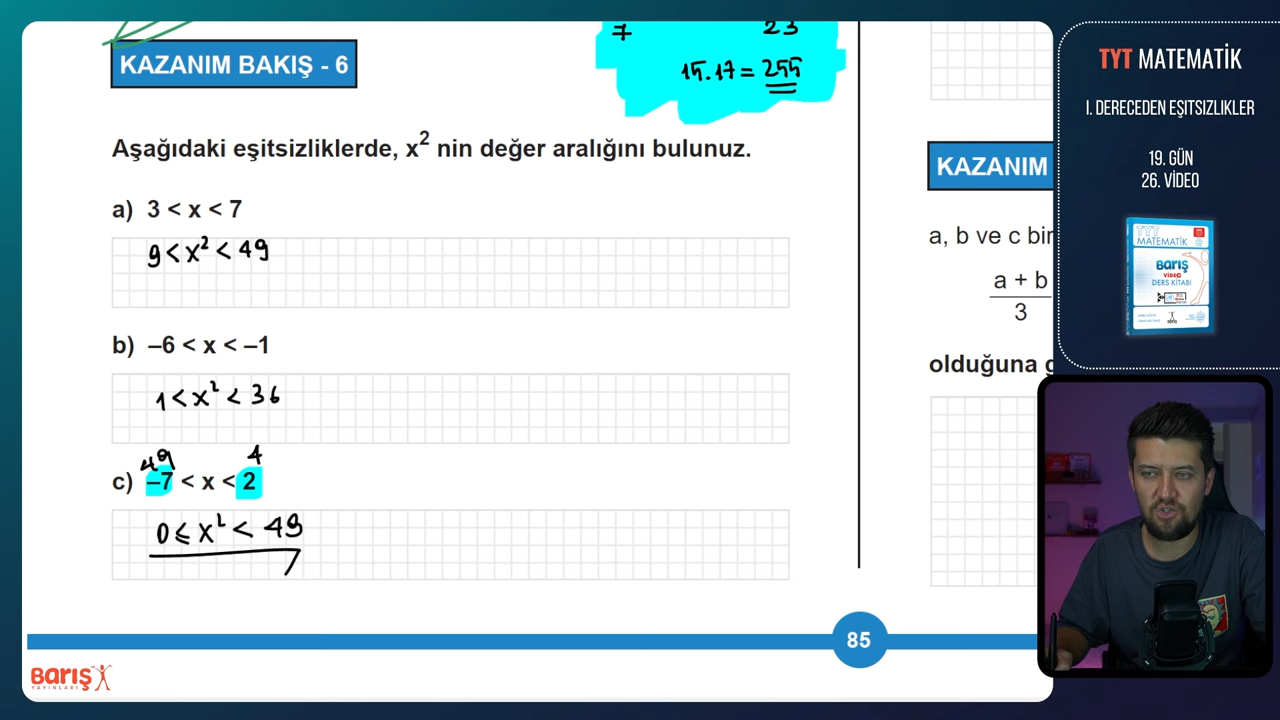 7 23
15.17 = 255
KAZANIM BAKIŞ - 6
Aşağıdaki eşitsizliklerde, x² nin değer aralığını bulunuz.
a) 3 < x < 7
9 < x² < 49
b) –6 < x < –1
1 < x² < 36
49 4
c) –7 < x < 2
0 ≤ x² < 49
85
BARIŞ
YAYINLARI
KAZANIM
a, b ve c bir
a + b
3
olduğuna g
TYT MATEMATİK
I. DERECEDEN EŞİTSİZLİKLER
19. GÜN
26. VİDEO
TYT
MATEMATİK
BARIŞ
VİDEO
DERS KİTABI